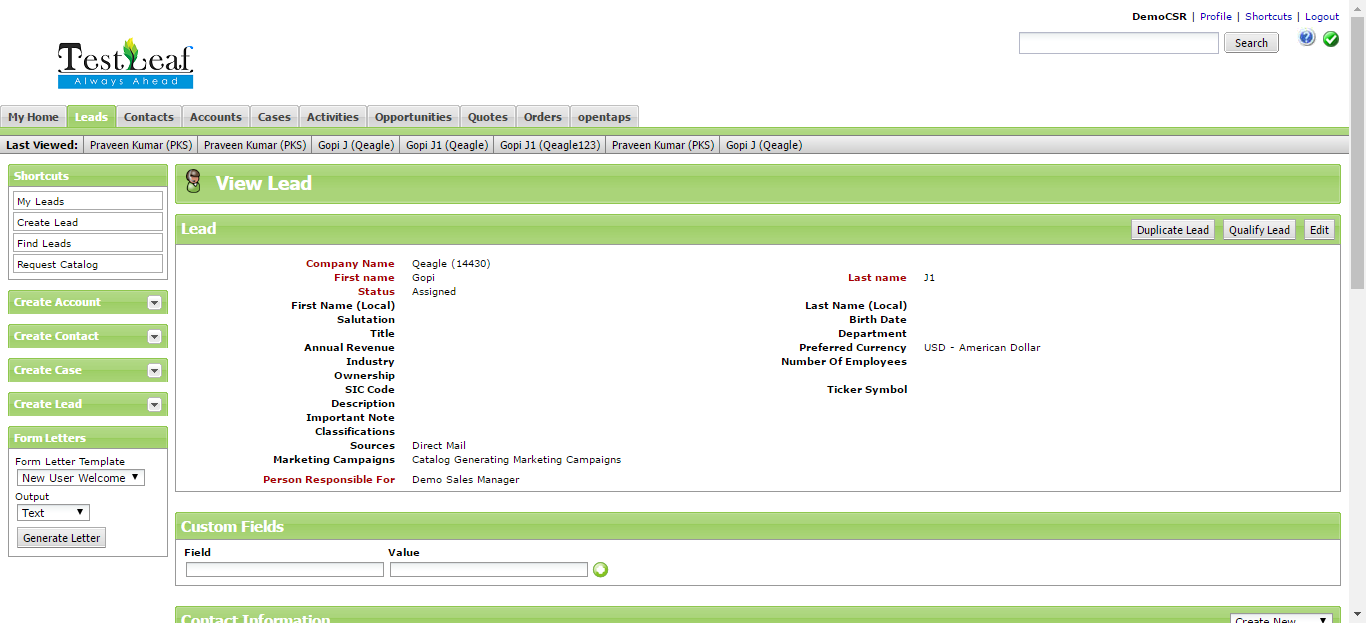 DemoCSR | Profile | Shortcuts | Logout
Search
TestLeaf
Always Ahead
My Home Leads Contacts Accounts Cases Activities Opportunities Quotes Orders opentaps
Last Viewed: Praveen Kumar (PKS) Praveen Kumar (PKS) Gopi J (Qeagle) Gopi J1 (Qeagle) Gopi J1 (Qeagle123) Praveen Kumar (PKS) Gopi J (Qeagle)
Shortcuts
My Leads
Create Lead
Find Leads
Request Catalog
Create Account
Create Contact
Create Case
Create Lead
Form Letters
Form Letter Template
New User Welcome
Output
Text
Generate Letter
View Lead
Lead Duplicate Lead Qualify Lead Edit
Company Name Qeagle (14430)
First name Gopi Last name J1
Status Assigned
First Name (Local) Last Name (Local)
Salutation Birth Date
Title Department
Annual Revenue Preferred Currency USD - American Dollar
Industry Number Of Employees
Ownership
SIC Code Ticker Symbol
Description
Important Note
Classifications
Sources Direct Mail
Marketing Campaigns Catalog Generating Marketing Campaigns
Person Responsible For Demo Sales Manager
Custom Fields
Field Value
Contact Information Create New